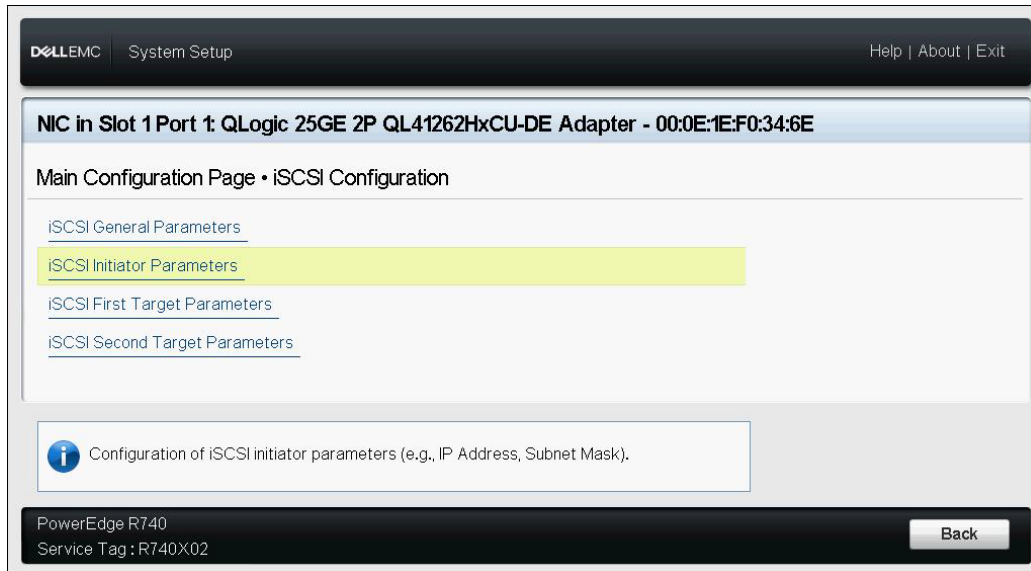 DELLEMC System Setup Help | About | Exit
NIC in Slot 1 Port 1: QLogic 25GE 2P QL41262HxCU-DE Adapter - 00:0E:1E:F0:34:6E
Main Configuration Page • iSCSI Configuration
iSCSI General Parameters
iSCSI Initiator Parameters
iSCSI First Target Parameters
iSCSI Second Target Parameters
Configuration of iSCSI initiator parameters (e.g., IP Address, Subnet Mask).
PowerEdge R740
Service Tag : R740X02
Back